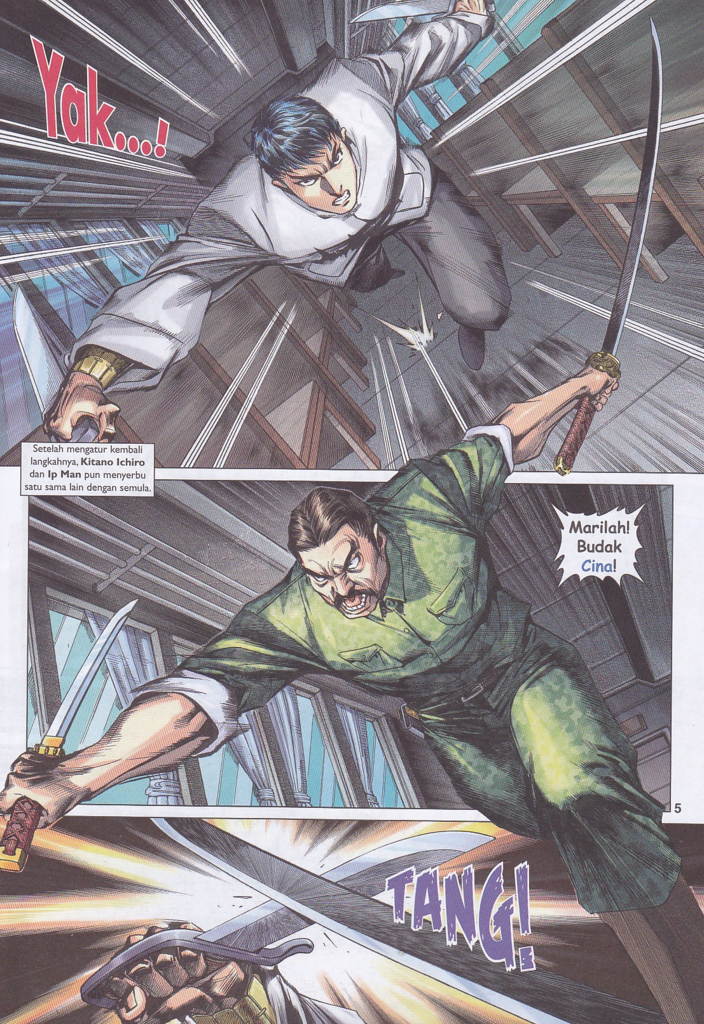 Yak....!
Setelah mengatur kembali
langkahnya, Kitano Ichiro
dan Ip Man pun menyerbu
satu sama lain dengan semula.
Marilah!
Budak
Cina!
5
TANG!